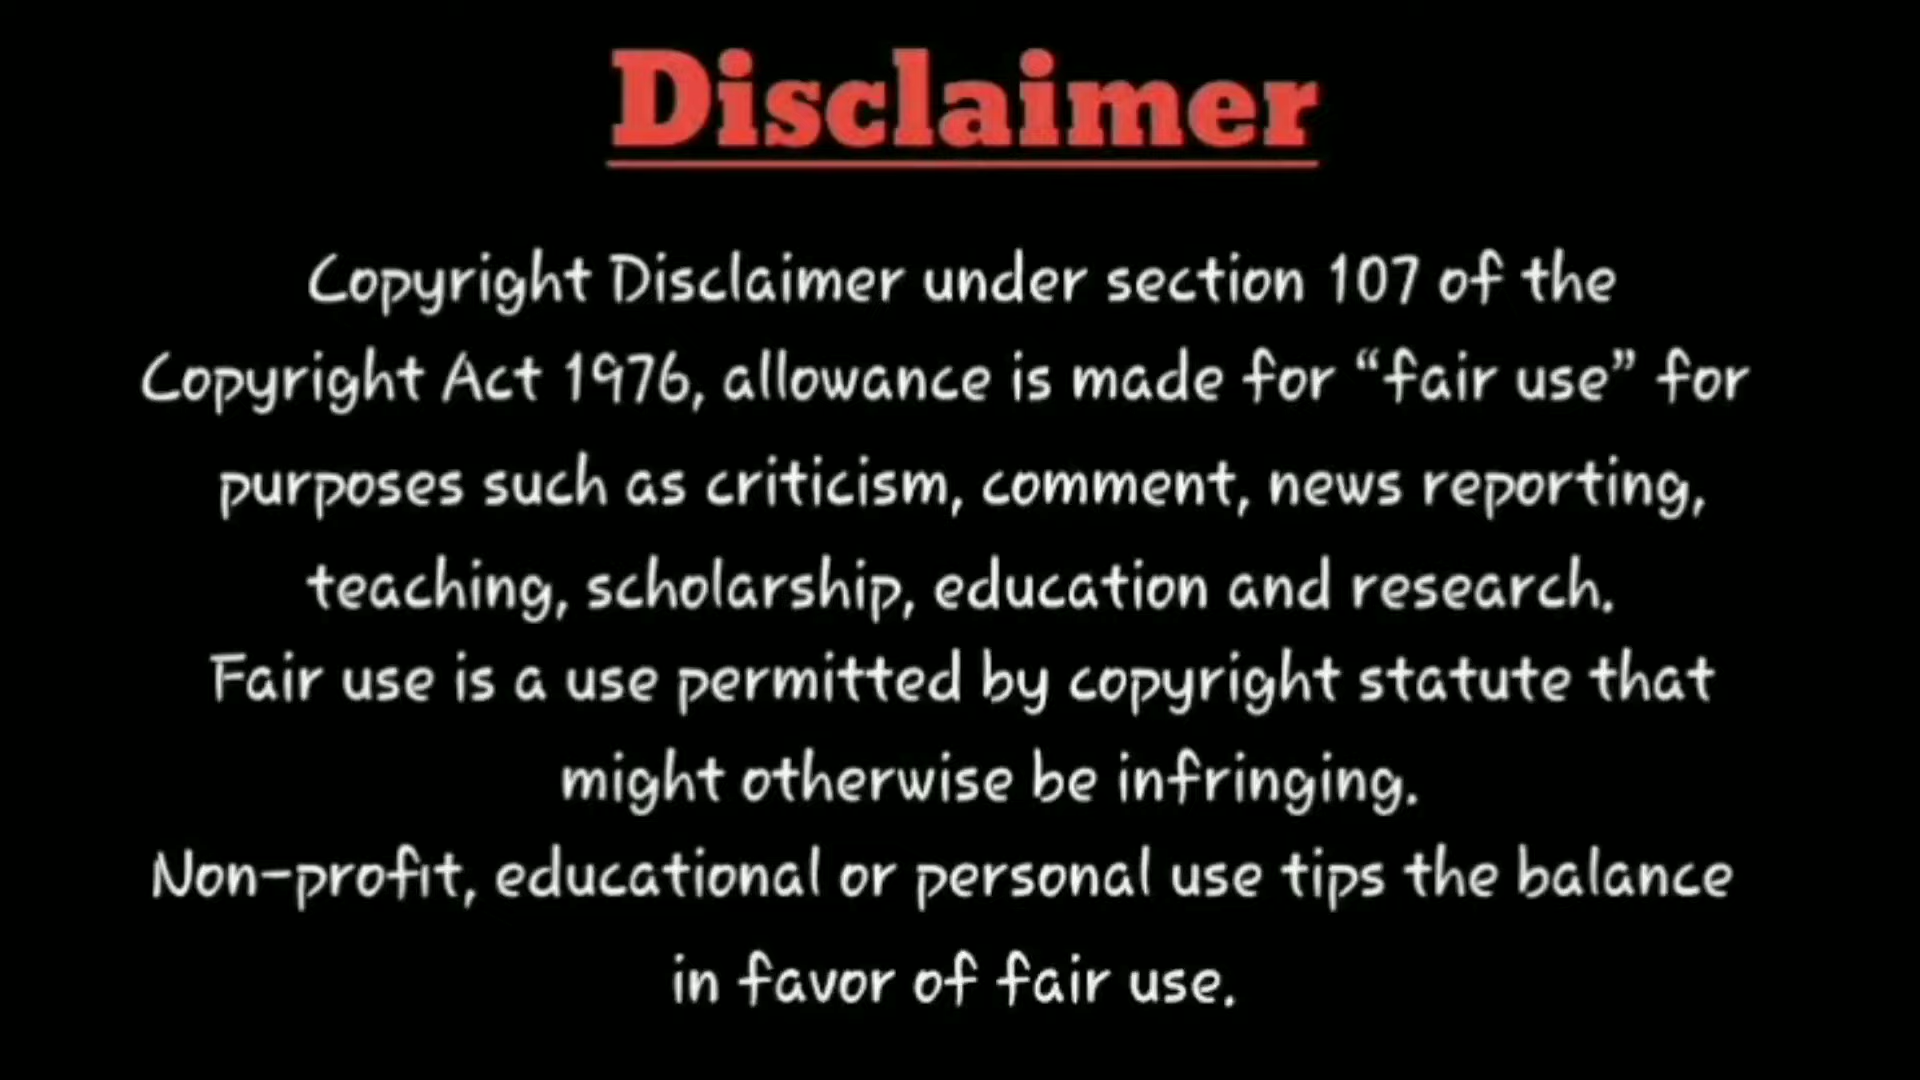 Disclaimer
Copyright Disclaimer under section 107 of the
Copyright Act 1976, allowance is made for “fair use” for
purposes such as criticism, comment, news reporting,
teaching, scholarship, education and research.
Fair use is a use permitted by copyright statute that
might otherwise be infringing.
Non-profit, educational or personal use tips the balance
in favor of fair use.